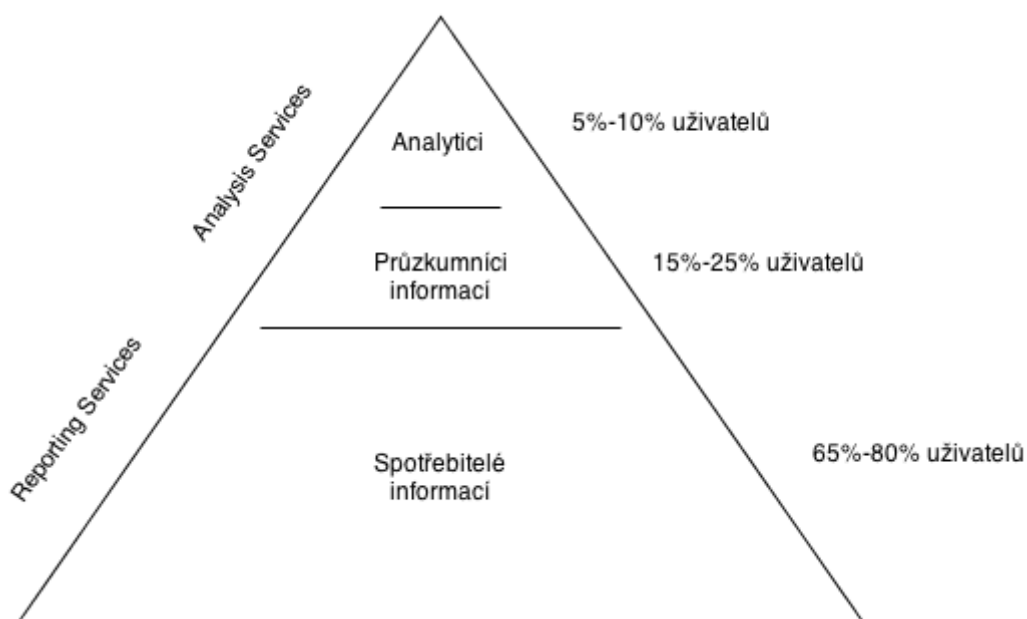 Analysis Services
Analytici
5%-10% uživatelů
Průzkumníci
informací
15%-25% uživatelů
Reporting Services
Spotřebitelé
informací
65%-80% uživatelů